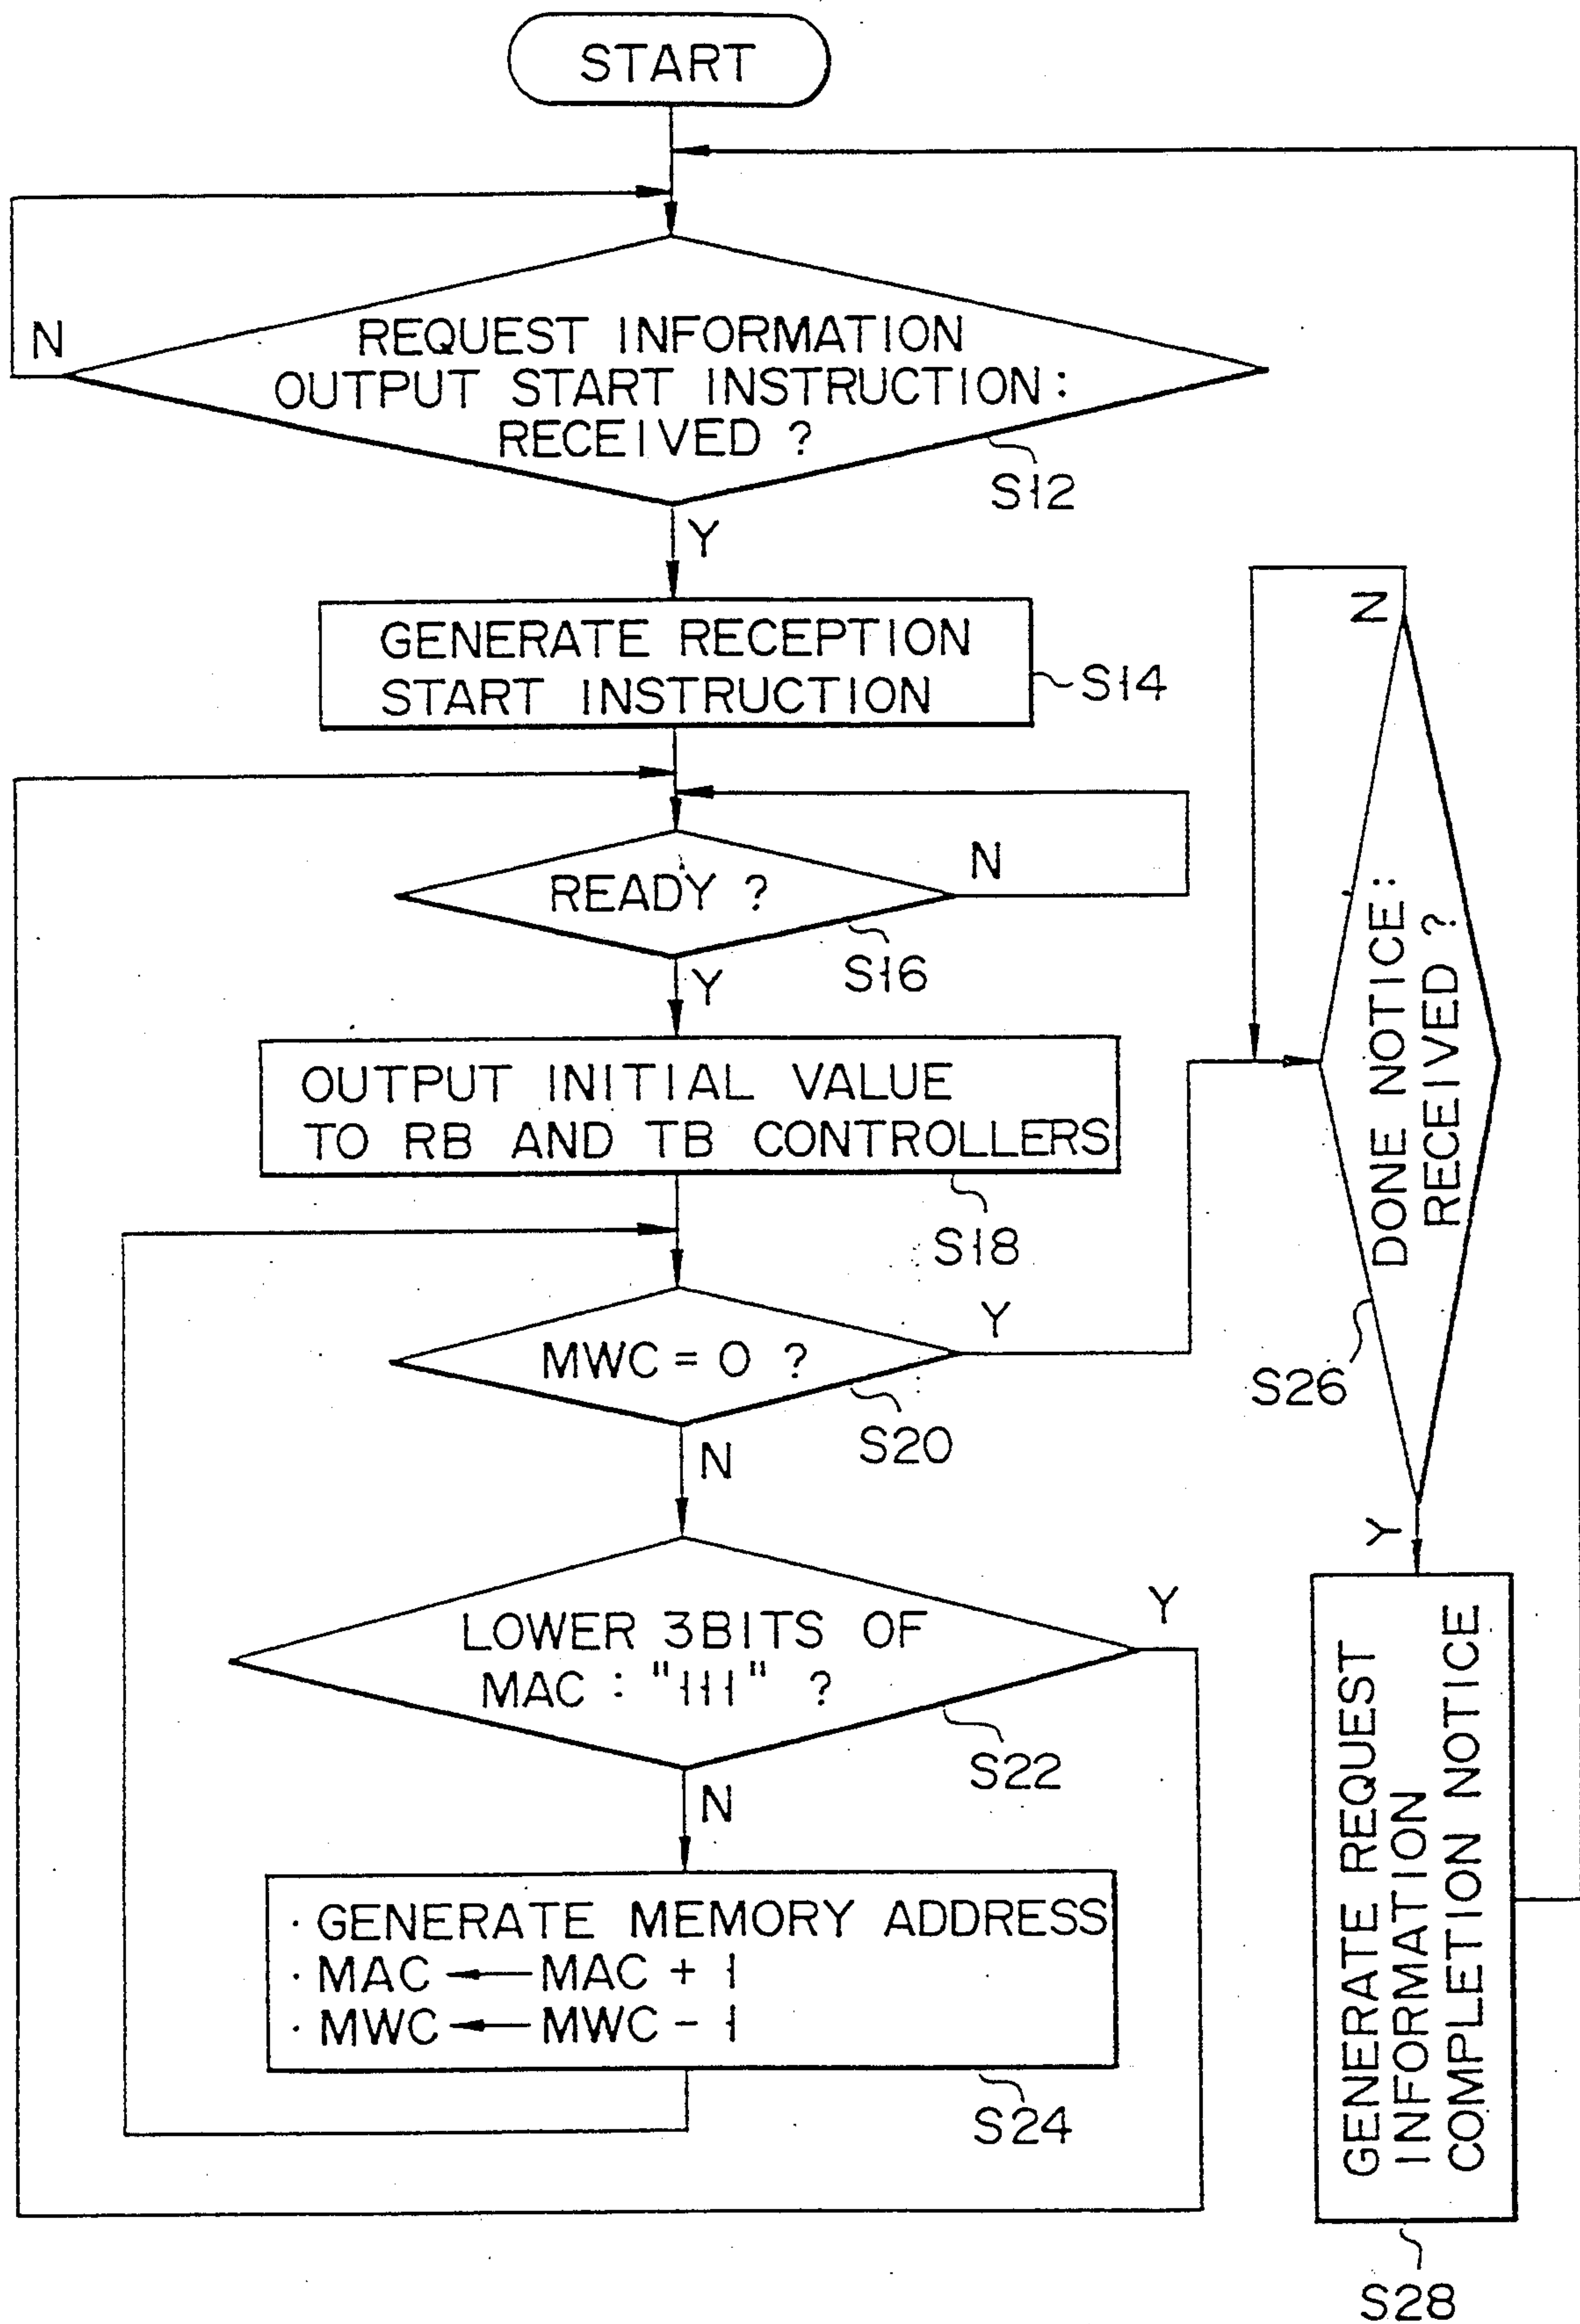 START
N
REQUEST INFORMATION
OUTPUT START INSTRUCTION:
RECEIVED ?
S12
Y
GENERATE RECEPTION
START INSTRUCTION
S14
READY ?
N
S16
Y
OUTPUT INITIAL VALUE
TO RB AND TB CONTROLLERS
S18
MWC = 0 ?
Y
S20
N
LOWER 3BITS OF
MAC : "111" ?
Y
S22
N
· GENERATE MEMORY ADDRESS
· MAC ← MAC + 1
· MWC ← MWC - 1
S24
N
DONE NOTICE:
RECEIVED ?
S26
Y
GENERATE REQUEST
INFORMATION
COMPLETION NOTICE
S28